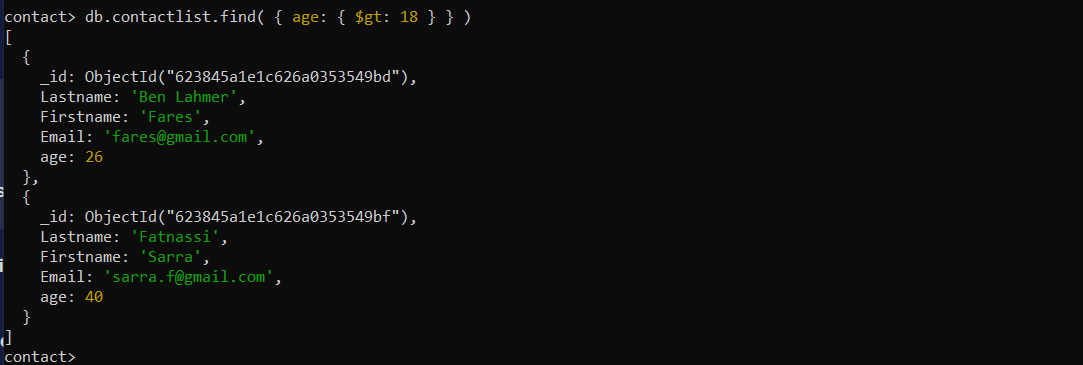 contact> db.contactlist.find( { age: { $gt: 18 } } )
[
  {
    _id: ObjectId("623845a1e1c626a0353549bd"),
    Lastname: 'Ben Lahmer',
    Firstname: 'Fares',
    Email: 'fares@gmail.com',
    age: 26
  },
  {
    _id: ObjectId("623845a1e1c626a0353549bf"),
    Lastname: 'Fatnassi',
    Firstname: 'Sarra',
    Email: 'sarra.f@gmail.com',
    age: 40
  }
]
contact>